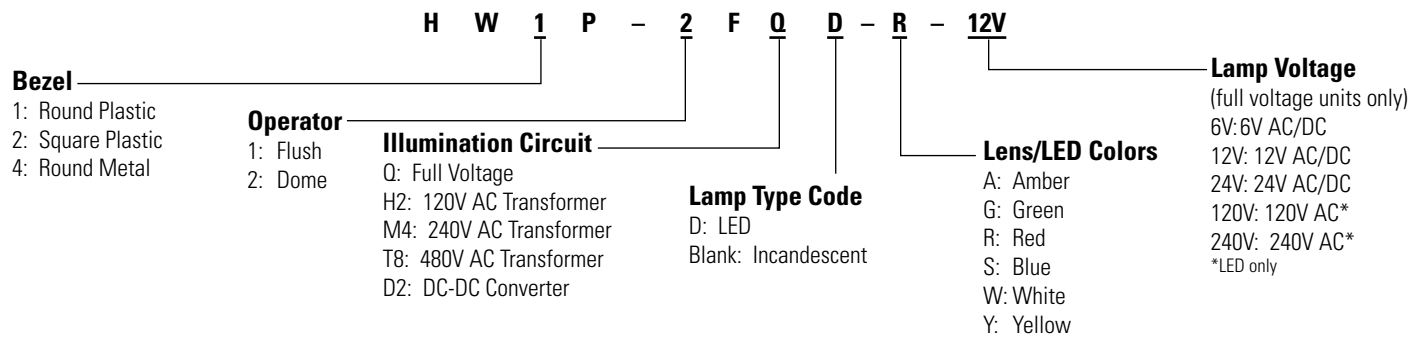 H W 1 P – 2 F Q D – R – 12V
Bezel
1: Round Plastic
2: Square Plastic
4: Round Metal
Operator
1: Flush
2: Dome
Illumination Circuit
Q: Full Voltage
H2: 120V AC Transformer
M4: 240V AC Transformer
T8: 480V AC Transformer
D2: DC-DC Converter
Lamp Type Code
D: LED
Blank: Incandescent
Lens/LED Colors
A: Amber
G: Green
R: Red
S: Blue
W: White
Y: Yellow
Lamp Voltage
(full voltage units only)
6V: 6V AC/DC
12V: 12V AC/DC
24V: 24V AC/DC
120V: 120V AC*
240V: 240V AC*
*LED only